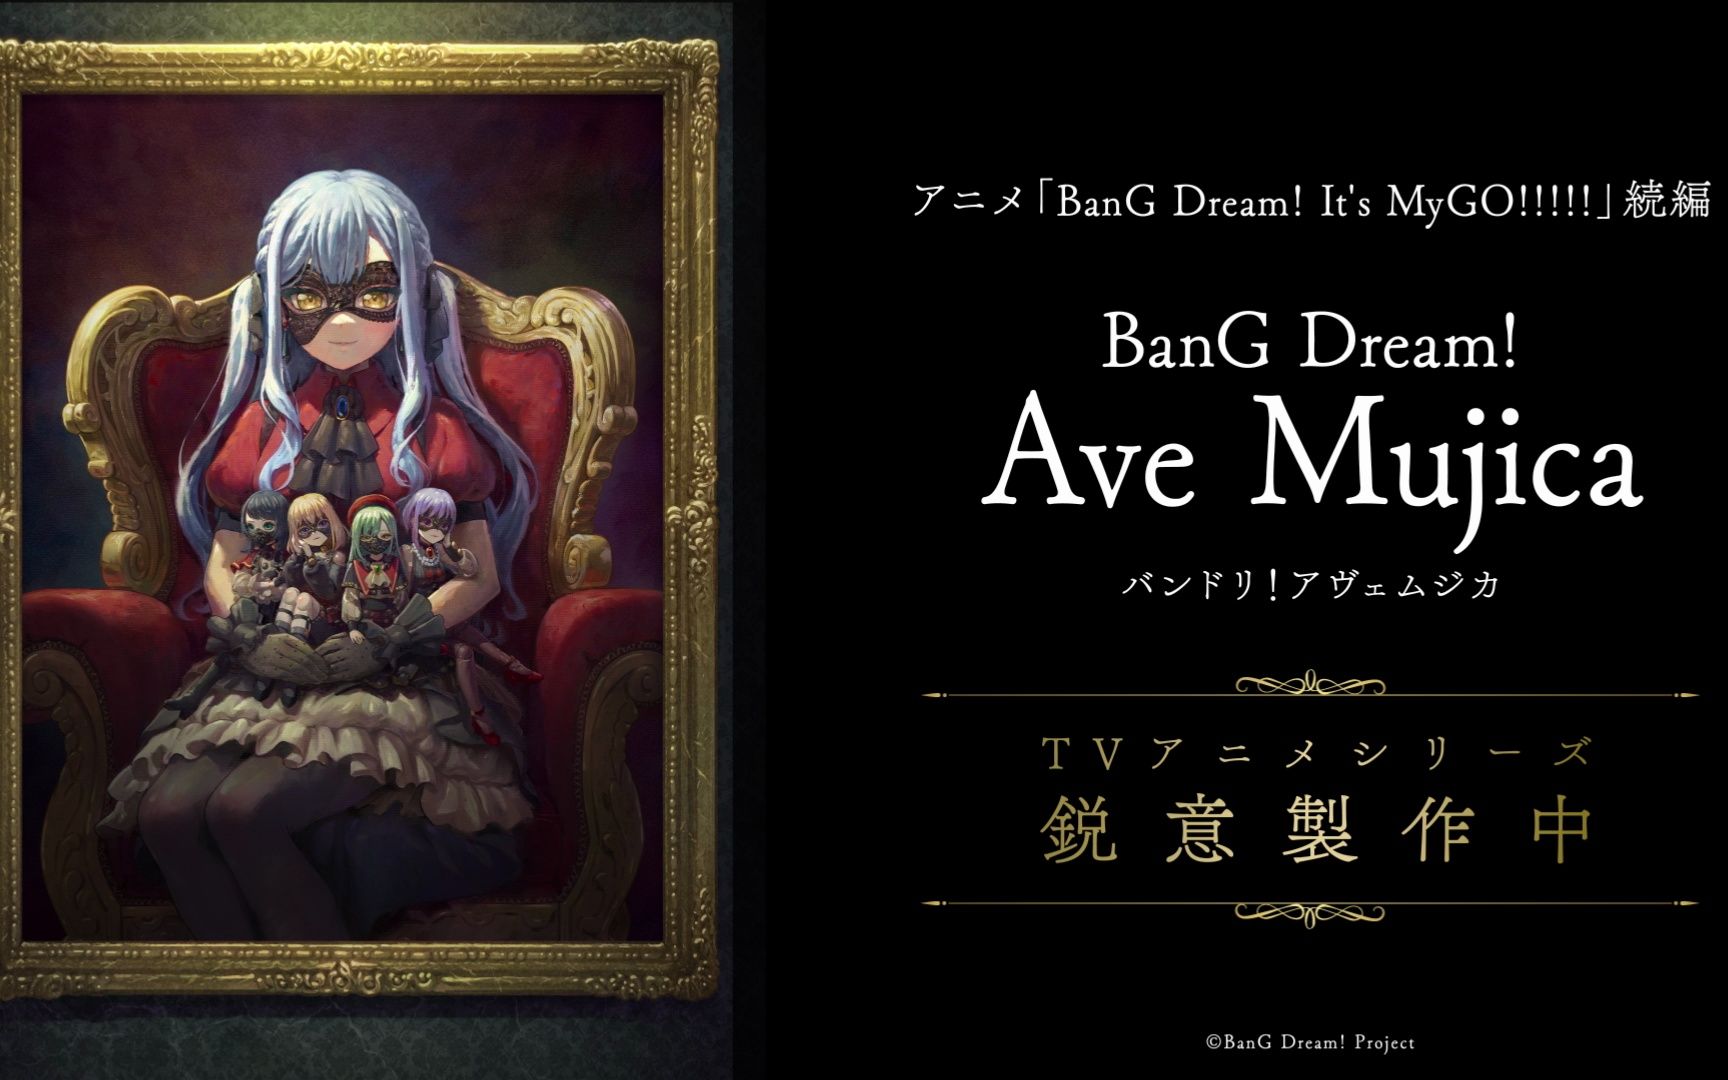 アニメ「BanG Dream! It's MyGO!!!!!」続編
BanG Dream!
Ave Mujica
バンドリ！アヴェムジカ
TVアニメシリーズ
鋭意製作中
©BanG Dream! Project